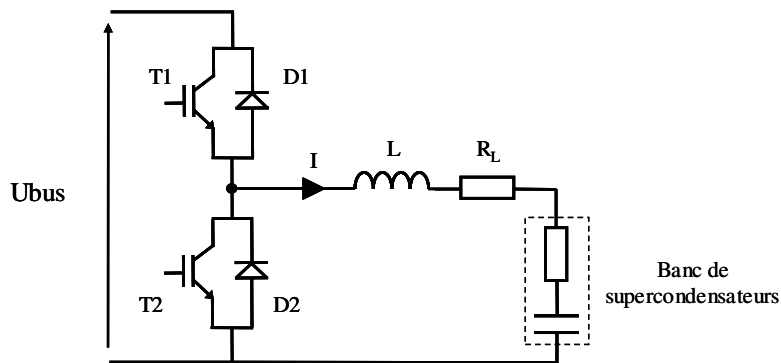 T1
D1
I
L
R_L
Ubus
T2
D2
Banc de
supercondensateurs